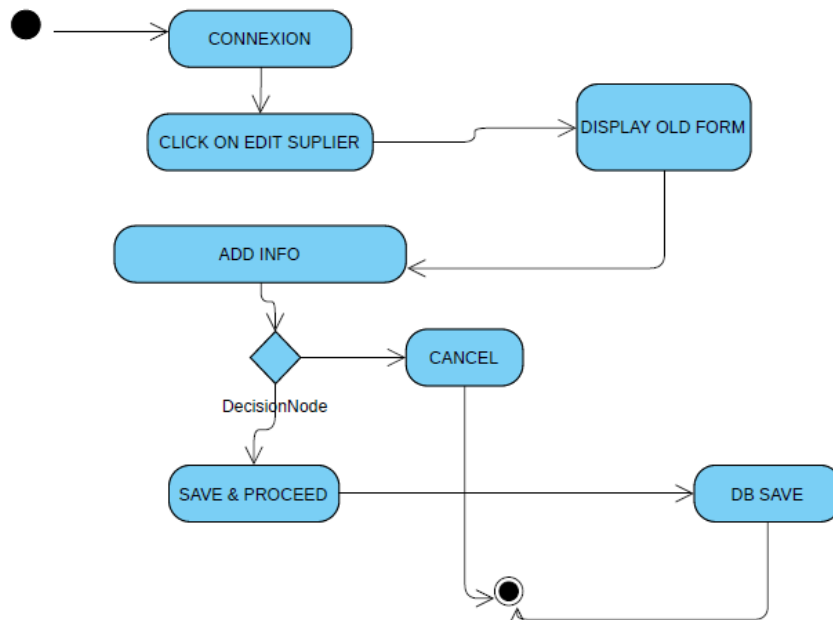 CONNEXION
CLICK ON EDIT SUPLIER
DISPLAY OLD FORM
ADD INFO
CANCEL
DecisionNode
SAVE & PROCEED
DB SAVE